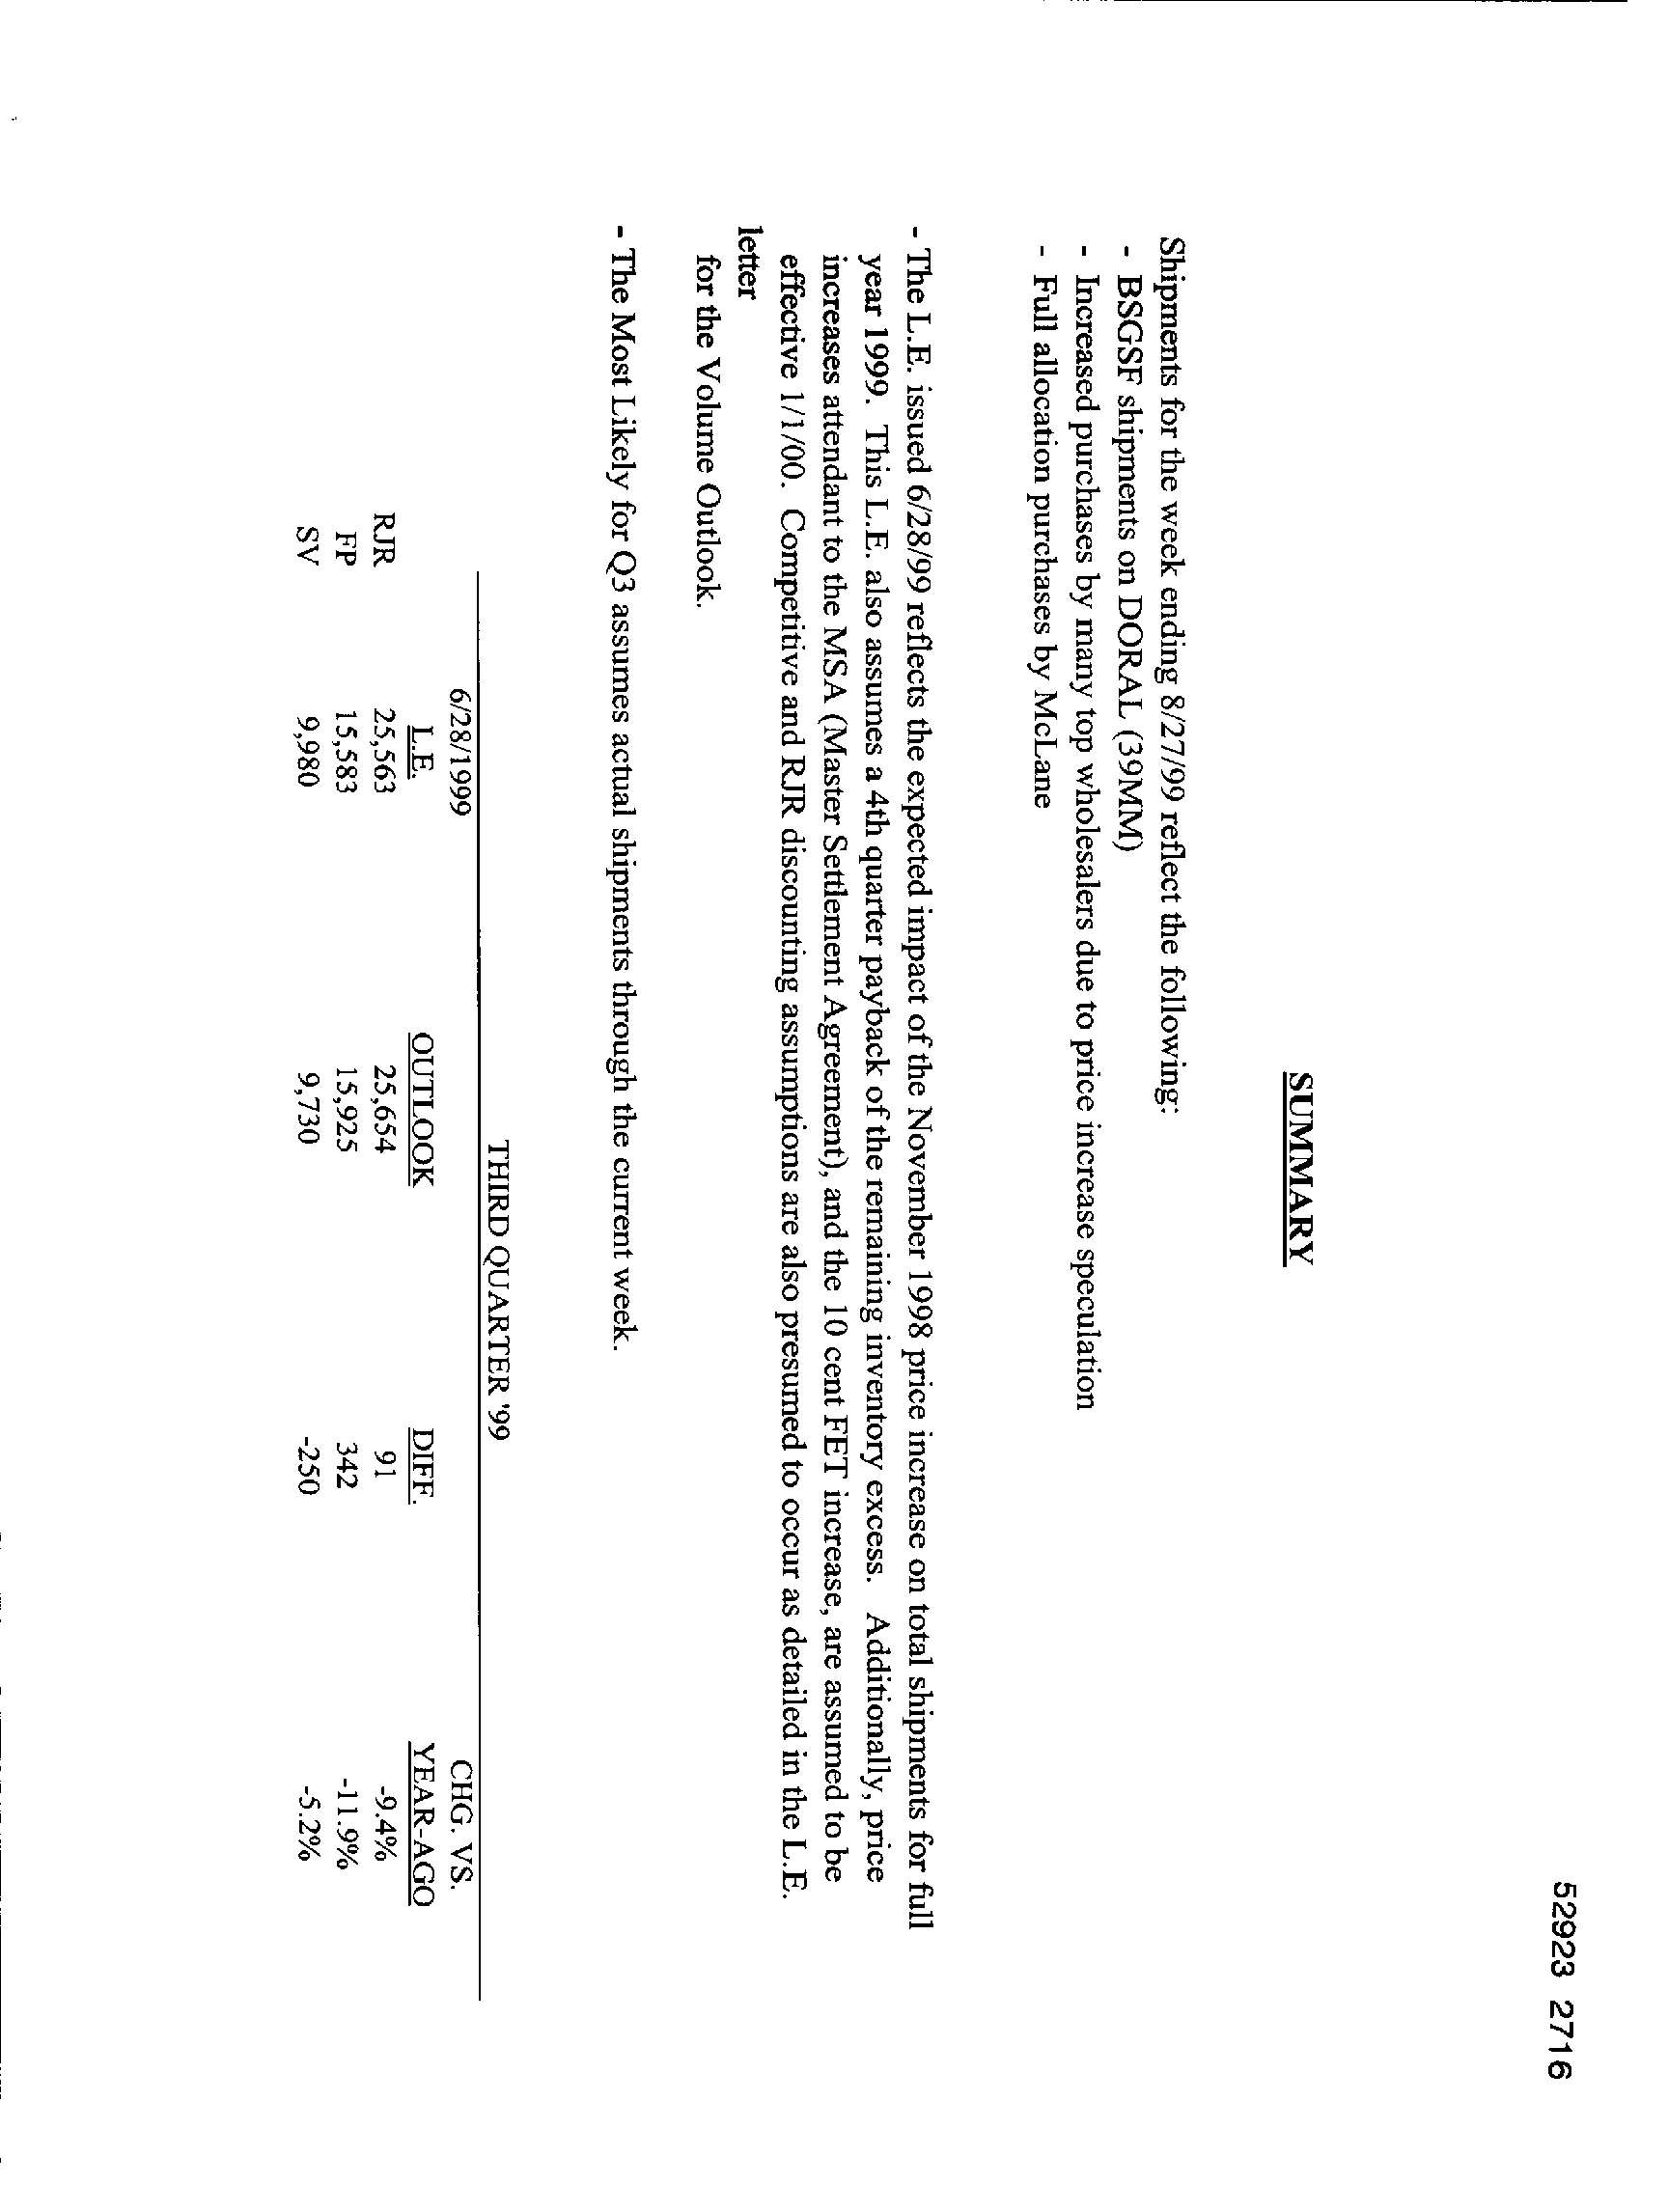 52923 2716
SUMMARY
Shipments for the week ending 8/27/99 reflect the following:
- BSGSF shipments on DORAL (39MM)
- Increased purchases by many top wholesalers due to price increase speculation
- Full allocation purchases by McLane
- The L.E. issued 6/28/99 reflects the expected impact of the November 1998 price increase on total shipments for full
year 1999. This L.E. also assumes a 4th quarter payback of the remaining inventory excess. Additionally, price
increases attendant to the MSA (Master Settlement Agreement), and the 10 cent FET increase, are assumed to be
effective 1/1/00. Competitive and RJR discounting assumptions are also presumed to occur as detailed in the L.E.
letter
for the Volume Outlook.
- The Most Likely for Q3 assumes actual shipments through the current week.
THIRD QUARTER '99
6/28/1999 CHG. VS.
L.E. OUTLOOK DIFF. YEAR-AGO
RJR 25,563 25,654 91 -9.4%
FP 15,583 15,925 342 -11.9%
SV 9,980 9,730 -250 -5.2%